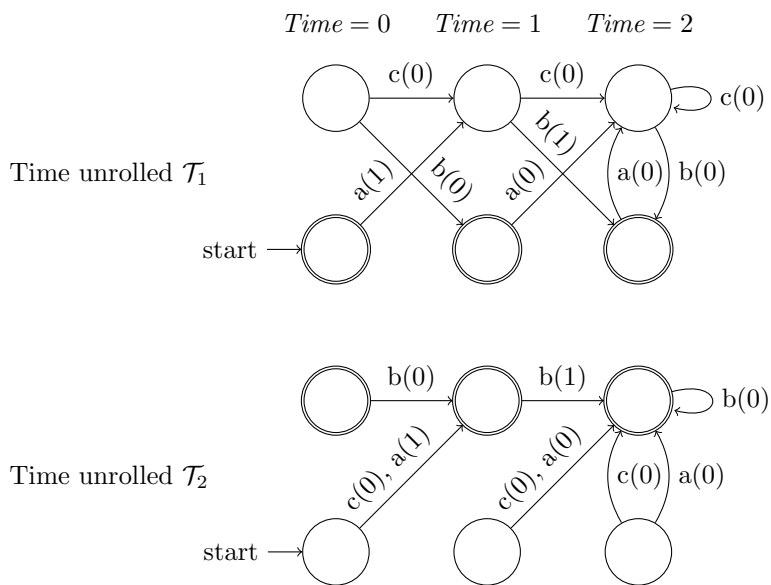 Time = 0 Time = 1 Time = 2
c(0) c(0) c(0)
a(1) b(0) a(0) b(1) a(0) b(0)
Time unrolled 𝒯₁
start
b(0) b(1) b(0)
c(0), a(1) c(0), a(0) c(0) a(0)
Time unrolled 𝒯₂
start